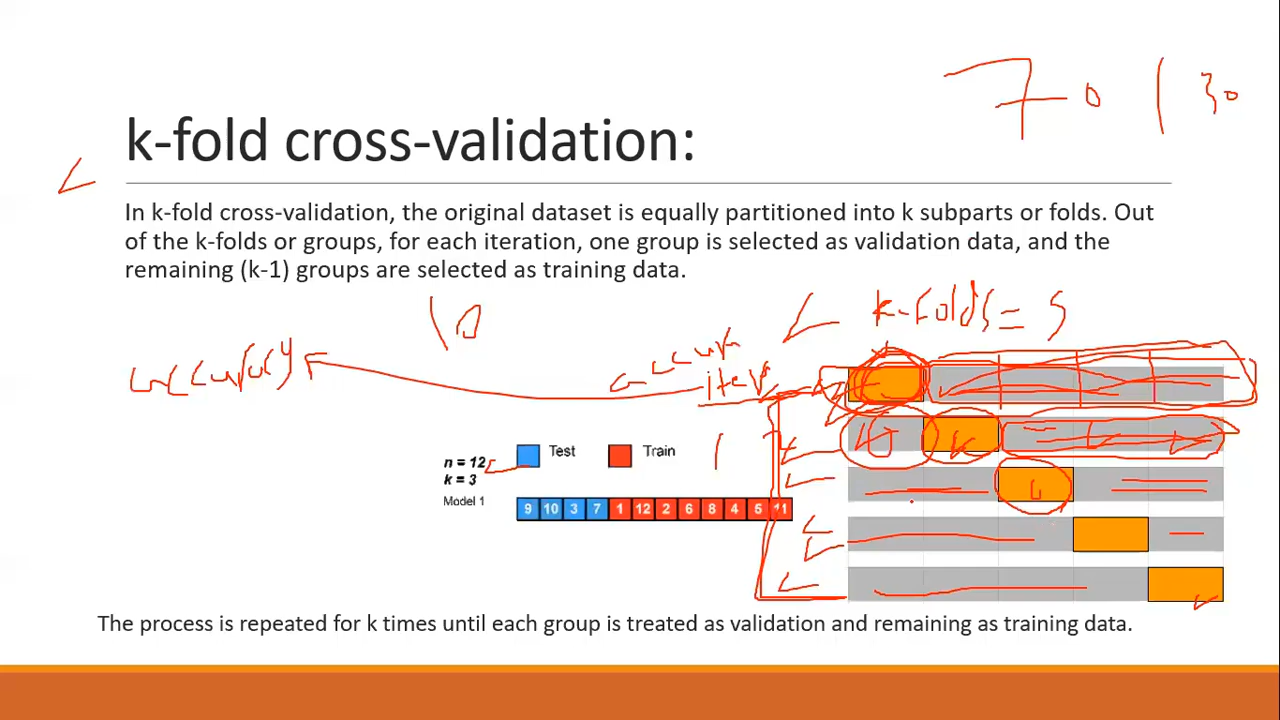 70 | 30
k-fold cross-validation:
In k-fold cross-validation, the original dataset is equally partitioned into k subparts or folds. Out
of the k-folds or groups, for each iteration, one group is selected as validation data, and the
remaining (k-1) groups are selected as training data.
k-folds = 5
10
accuracy
iter
n = 12
k = 3
Test
Train
Model 1
9 10 3 7 1 12 2 6 8 4 5 11
The process is repeated for k times until each group is treated as validation and remaining as training data.